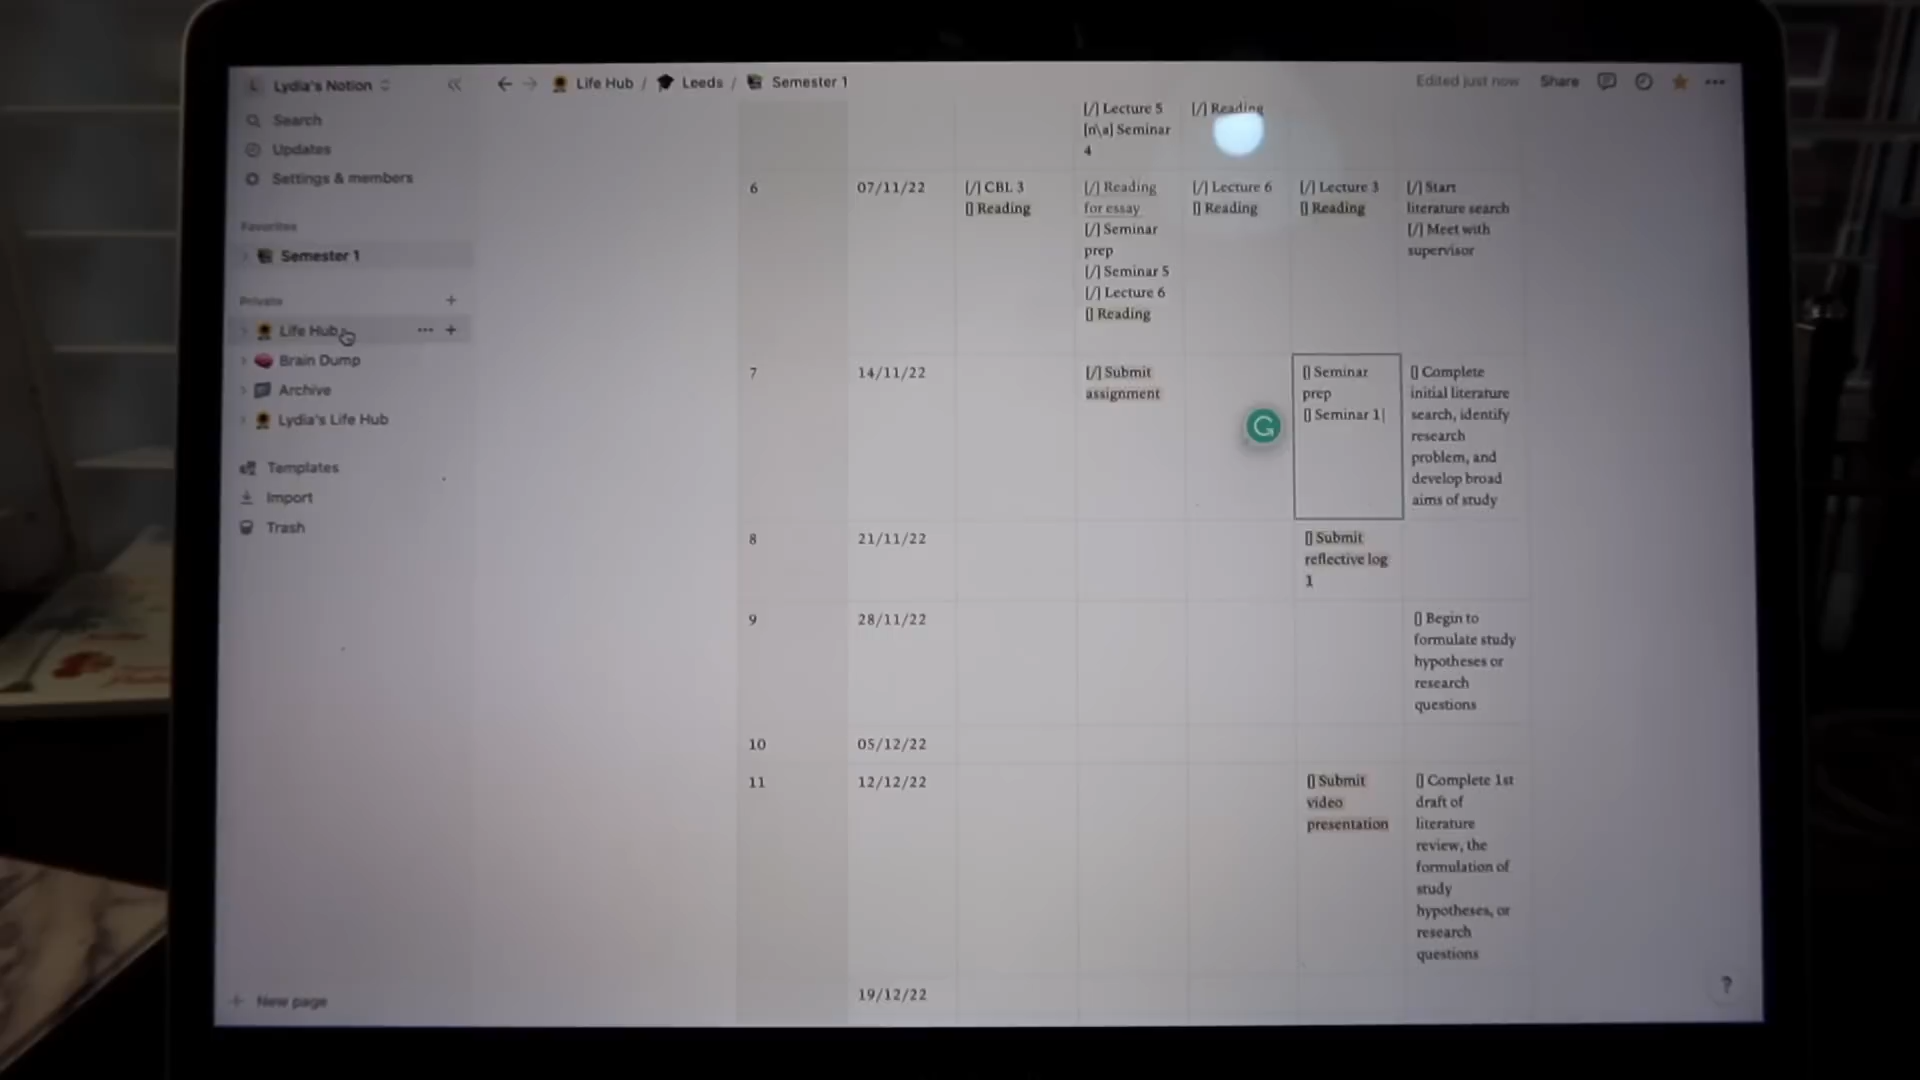 Lydia's Notion
Search
Updates
Settings & members
Favorites
Semester 1
Private
Life Hub
Brain Dump
Archive
Lydia's Life Hub
Templates
Import
Trash
New page
Life Hub / Leeds / Semester 1
Edited just now Share
[/] Lecture 5
[n\a] Seminar
4
[/] Reading
6
07/11/22
[/] CBL 3
[] Reading
[/] Reading
for essay
[/] Seminar
prep
[/] Seminar 5
[/] Lecture 6
[] Reading
[/] Lecture 6
[] Reading
[/] Lecture 3
[] Reading
[/] Start
literature search
[/] Meet with
supervisor
7
14/11/22
[/] Submit
assignment
[] Seminar
prep
[] Seminar 1
[] Complete
initial literature
search, identify
research
problem, and
develop broad
aims of study
8
21/11/22
[] Submit
reflective log
1
9
28/11/22
[] Begin to
formulate study
hypotheses or
research
questions
10
05/12/22
11
12/12/22
[] Submit
video
presentation
[] Complete 1st
draft of
literature
review, the
formulation of
study
hypotheses, or
research
questions
19/12/22
?